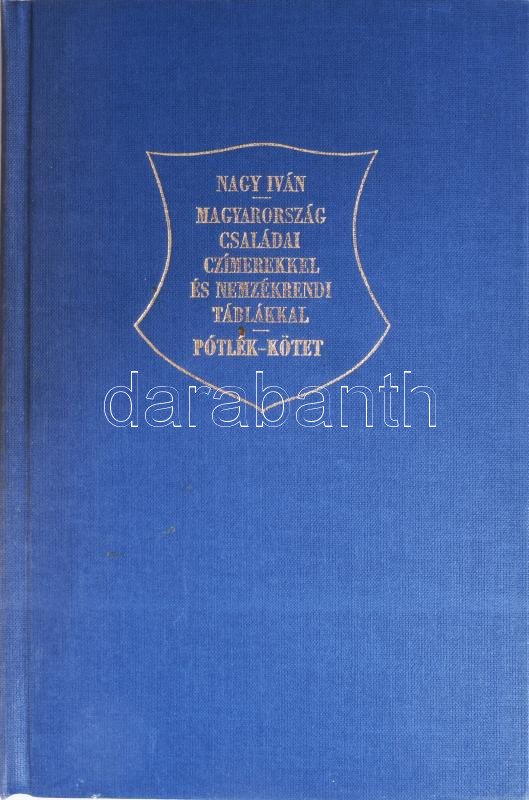 NAGY IVÁN
MAGYARORSZÁG
CSALÁDAI
CZÍMEREKKEL
ÉS NEMZÉKRENDI
TÁBLÁKKAL
PÓTLÉK-KÖTET
darabanth